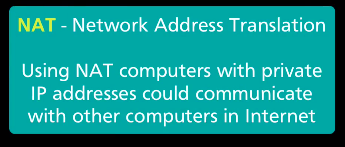 NAT - Network Address Translation
Using NAT computers with private
IP addresses could communicate
with other computers in Internet